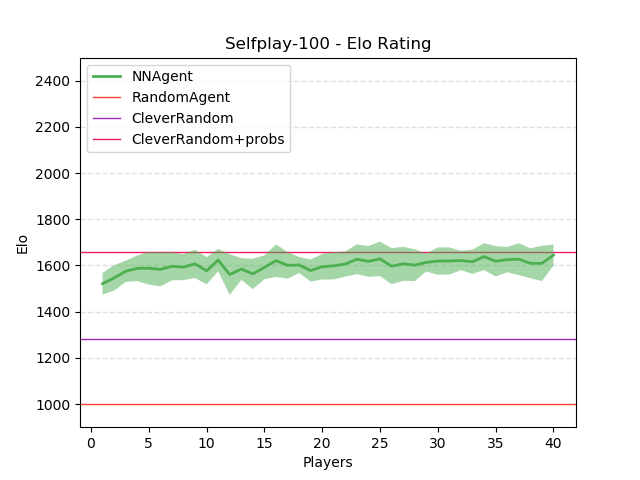 Selfplay-100 - Elo Rating
NNAgent
RandomAgent
CleverRandom
CleverRandom+probs
2400
2200
2000
1800
1600
1400
1200
1000
Elo
0 5 10 15 20 25 30 35 40
Players